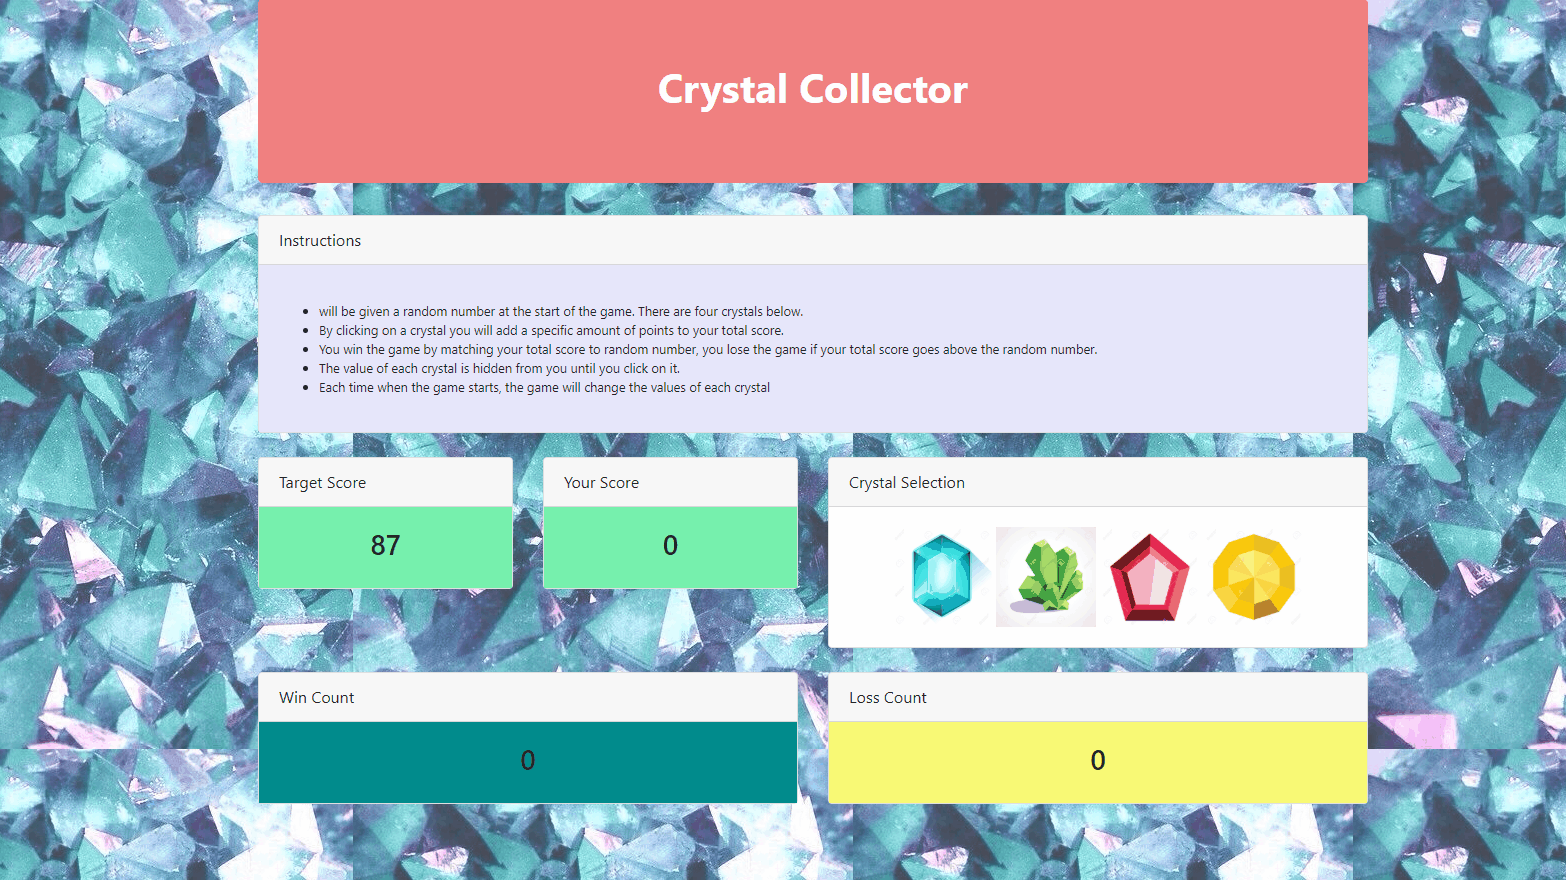 Crystal Collector
Instructions
will be given a random number at the start of the game. There are four crystals below.
By clicking on a crystal you will add a specific amount of points to your total score.
You win the game by matching your total score to random number, you lose the game if your total score goes above the random number.
The value of each crystal is hidden from you until you click on it.
Each time when the game starts, the game will change the values of each crystal
Target Score
87
Your Score
0
Crystal Selection
Win Count
0
Loss Count
0